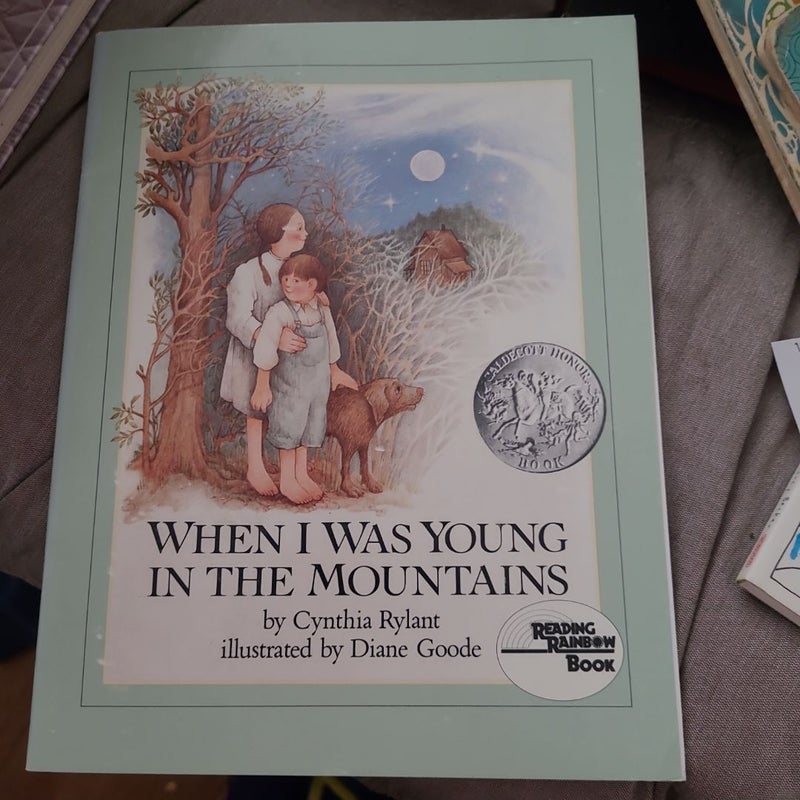 CALDECOTT HONOR
BOOK
WHEN I WAS YOUNG
IN THE MOUNTAINS
by Cynthia Rylant
illustrated by Diane Goode
READING
RAINBOW
BOOK